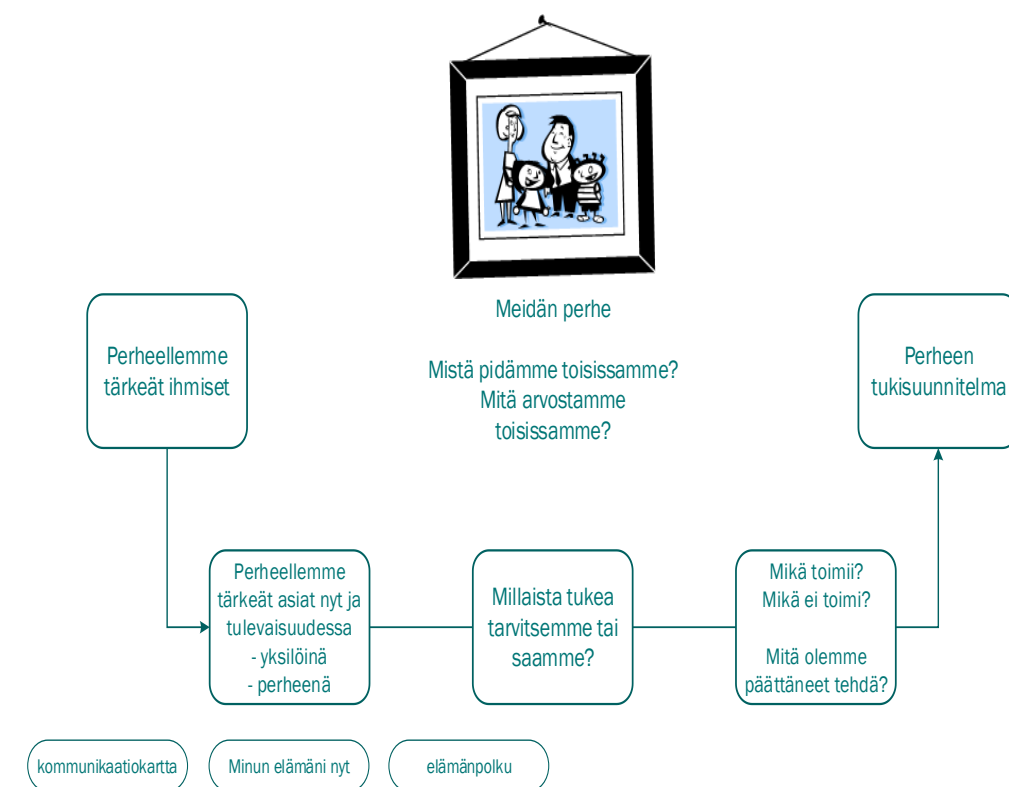 Meidän perhe
Mistä pidämme toisissamme?
Mitä arvostamme
toisissamme?
Perheellemme
tärkeät ihmiset
Perheen
tukisuunnitelma
Perheellemme
tärkeät asiat nyt ja
tulevaisuudessa
- yksilöinä
- perheenä
Millaista tukea
tarvitsemme tai
saamme?
Mikä toimii?
Mikä ei toimi?
Mitä olemme
päättäneet tehdä?
kommunikaatiokartta
Minun elämäni nyt
elämänpolku